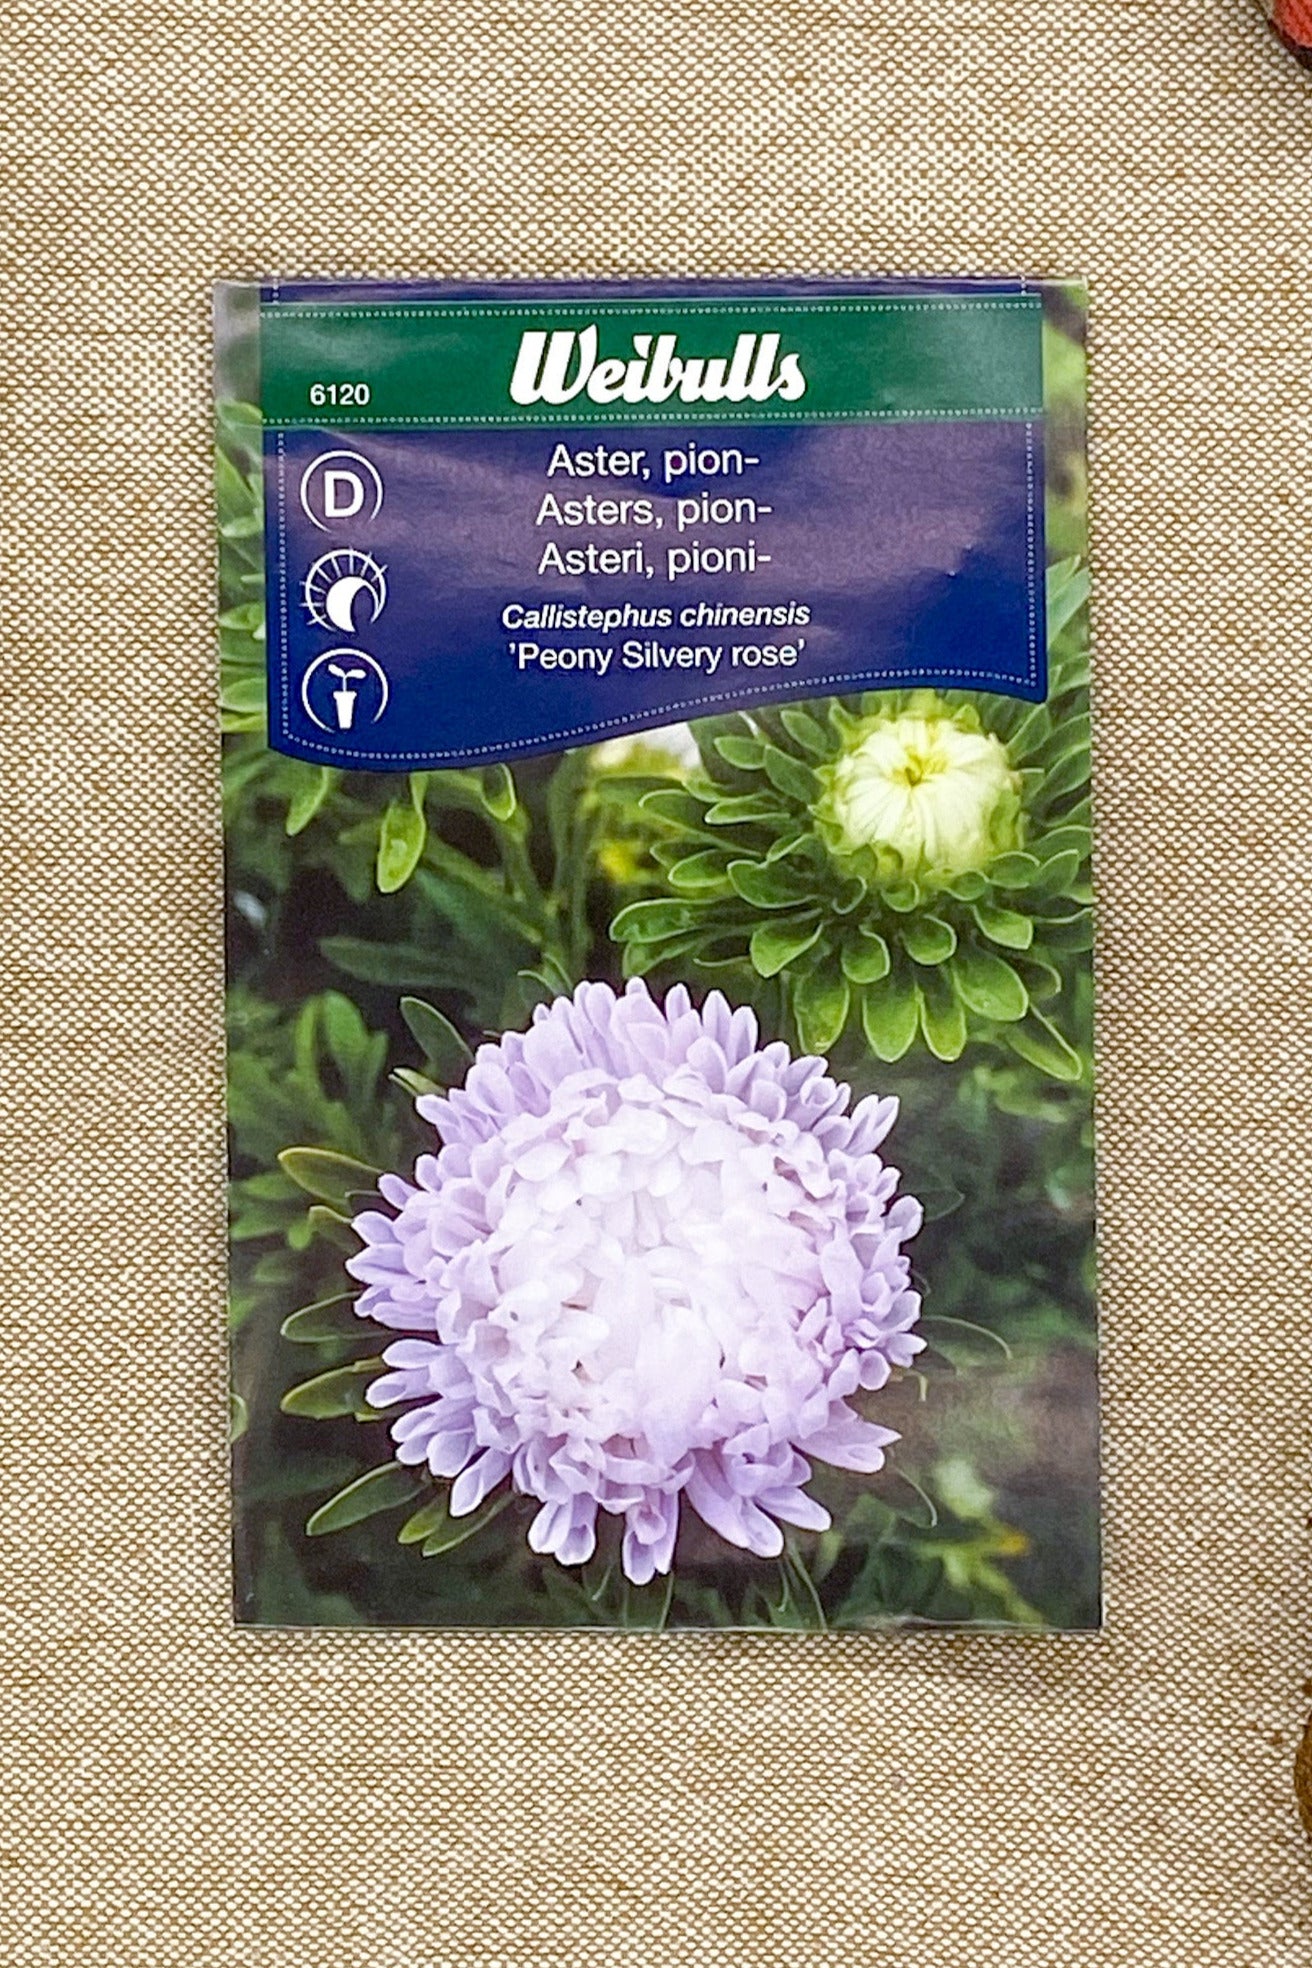 Weibulls
6120
D
Aster, pion-
Asters, pion-
Asteri, pioni-
Callistephus chinensis
'Peony Silvery rose'